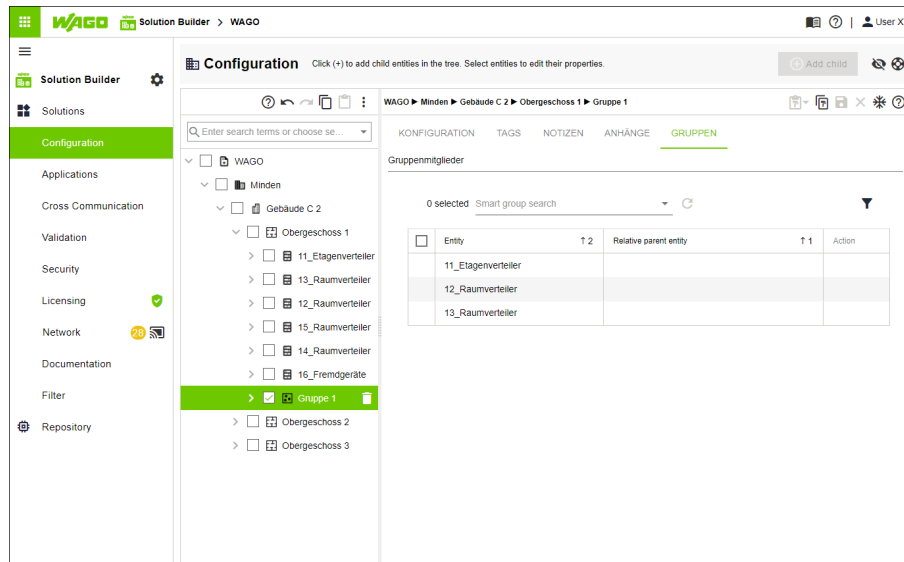 WAGO Solution Builder > WAGO
User X
Configuration Click (+) to add child entities in the tree. Select entities to edit their properties.
Add child
Solution Builder
Solutions
Configuration
Applications
Cross Communication
Validation
Security
Licensing
Network 28
Documentation
Filter
Repository
Enter search terms or choose se...
WAGO
Minden
Gebäude C 2
Obergeschoss 1
11_Etagenverteiler
13_Raumverteiler
12_Raumverteiler
15_Raumverteiler
14_Raumverteiler
16_Fremdgeräte
Gruppe 1
Obergeschoss 2
Obergeschoss 3
WAGO ▶ Minden ▶ Gebäude C 2 ▶ Obergeschoss 1 ▶ Gruppe 1
KONFIGURATION TAGS NOTIZEN ANHÄNGE GRUPPEN
Gruppenmitglieder
0 selected Smart group search
Entity ↑ 2 Relative parent entity ↑ 1 Action
11_Etagenverteiler
12_Raumverteiler
13_Raumverteiler